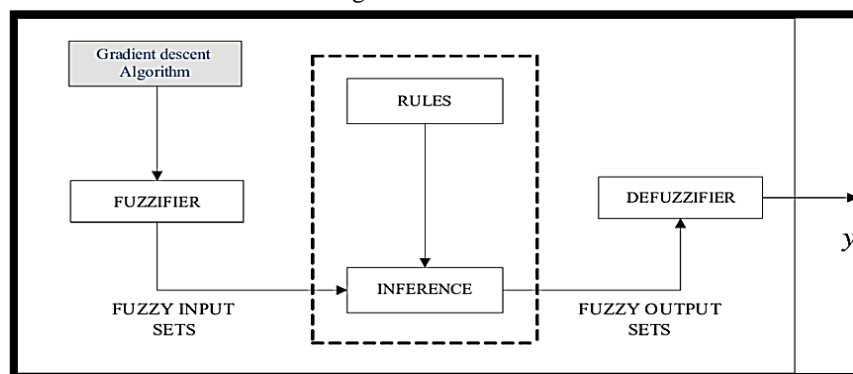 Gradient descent
Algorithm
RULES
FUZZIFIER
DEFUZZIFIER
y
INFERENCE
FUZZY INPUT
SETS
FUZZY OUTPUT
SETS